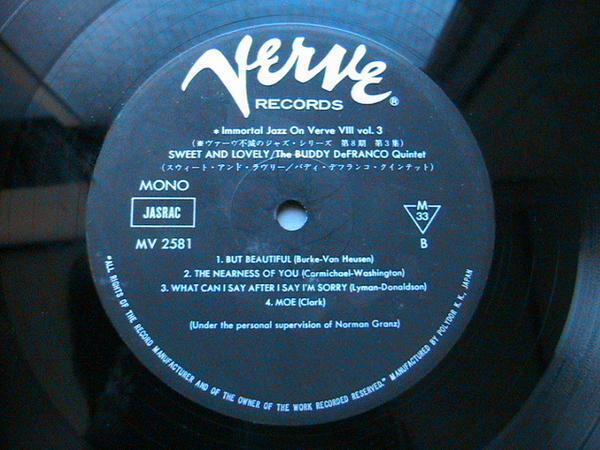 Verve
RECORDS ®
* Immortal Jazz On Verve VIII vol. 3
(※ヴァーヴ不滅のジャズ・シリーズ 第8期 第3集)
SWEET AND LOVELY/The BUDDY DeFRANCO Quintet
(スウィート・アンド・ラヴリー/バディ・デフランコ・クインテット)
MONO
JASRAC
MV 2581
M
33
B
1. BUT BEAUTIFUL (Burke-Van Heusen)
2. THE NEARNESS OF YOU (Carmichael-Washington)
3. WHAT CAN I SAY AFTER I SAY I'M SORRY (Lyman-Donaldson)
4. MOE (Clark)
(Under the personal supervision of Norman Granz)
"ALL RIGHTS OF THE RECORD MANUFACTURER AND OF THE OWNER OF THE WORK RECORDED RESERVED." MANUFACTURED BY POLYDOR K. K., JAPAN